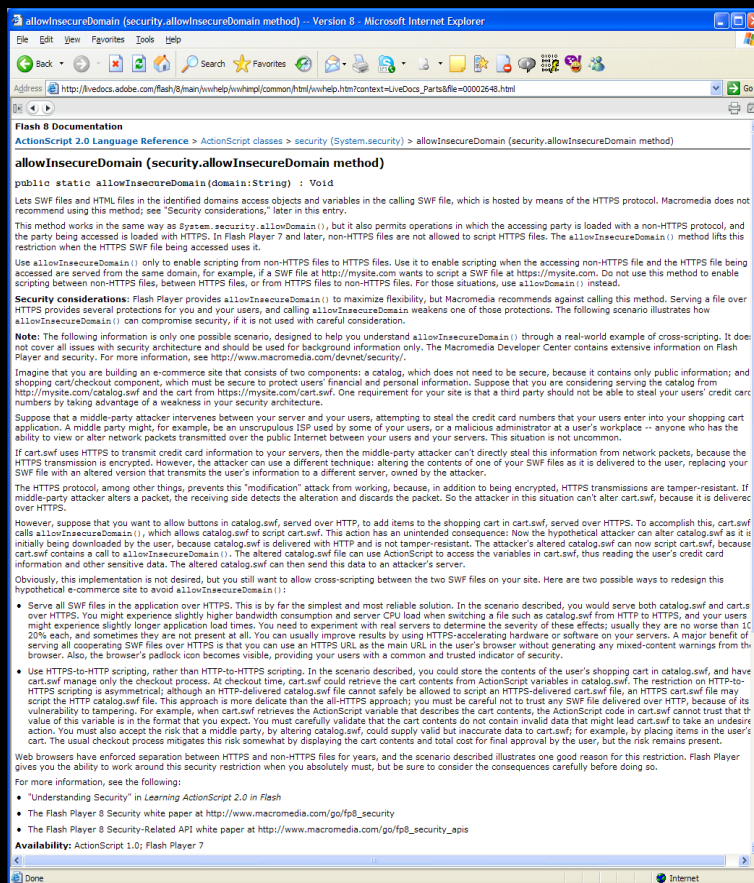 allowInsecureDomain (security.allowInsecureDomain method) -- Version 8 - Microsoft Internet Explorer
File Edit View Favorites Tools Help
Back Search Favorites
Address http://livedocs.adobe.com/flash/8/main/wwhelp/wwhimpl/common/html/wwhelp.htm?context=LiveDocs_Parts&file=00002648.html Go
Flash 8 Documentation
ActionScript 2.0 Language Reference > ActionScript classes > security (System.security) > allowInsecureDomain (security.allowInsecureDomain method)
allowInsecureDomain (security.allowInsecureDomain method)
public static allowInsecureDomain(domain:String) : Void
Lets SWF files and HTML files in the identified domains access objects and variables in the calling SWF file, which is hosted by means of the HTTPS protocol. Macromedia does not
recommend using this method; see "Security considerations," later in this entry.
This method works in the same way as System.security.allowDomain(), but it also permits operations in which the accessing party is loaded with a non-HTTPS protocol, and
the party being accessed is loaded with HTTPS. In Flash Player 7 and later, non-HTTPS files are not allowed to script HTTPS files. The allowInsecureDomain() method lifts this
restriction when the HTTPS SWF file being accessed uses it.
Use allowInsecureDomain() only to enable scripting from non-HTTPS files to HTTPS files. Use it to enable scripting when the accessing non-HTTPS file and the HTTPS file being
accessed are served from the same domain, for example, if a SWF file at http://mysite.com wants to script a SWF file at https://mysite.com. Do not use this method to enable
scripting between non-HTTPS files, between HTTPS files, or from HTTPS files to non-HTTPS files. For those situations, use allowDomain() instead.
Security considerations: Flash Player provides allowInsecureDomain() to maximize flexibility, but Macromedia recommends against calling this method. Serving a file over
HTTPS provides several protections for you and your users, and calling allowInsecureDomain weakens one of those protections. The following scenario illustrates how
allowInsecureDomain() can compromise security, if it is not used with careful consideration.
Note: The following information is only one possible scenario, designed to help you understand allowInsecureDomain() through a real-world example of cross-scripting. It does
not cover all issues with security architecture and should be used for background information only. The Macromedia Developer Center contains extensive information on Flash
Player and security. For more information, see http://www.macromedia.com/devnet/security/.
Imagine that you are building an e-commerce site that consists of two components: a catalog, which does not need to be secure, because it contains only public information; and
shopping cart/checkout component, which must be secure to protect users' financial and personal information. Suppose that you are considering serving the catalog from
http://mysite/catalog.swf and the cart from https://mysite.com/cart.swf. One requirement for your site is that a third party should not be able to steal your users' credit card
numbers by taking advantage of a weakness in your security architecture.
Suppose that a middle-party attacker intervenes between your server and your users, attempting to steal the credit card numbers that your users enter into your shopping cart
application. A middle party might, for example, be an unscrupulous ISP used by some of your users, or a malicious administrator at a user's workplace -- anyone who has the
ability to view or alter network packets transmitted over the public Internet between your users and your servers. This situation is not uncommon.
If cart.swf uses HTTPS to transmit credit card information to your servers, then the middle-party attacker can't directly steal this information from network packets, because the
HTTPS transmission is encrypted. However, the attacker can use a different technique: altering the contents of one of your SWF files as it is delivered to the user, replacing your
SWF file with an altered version that transmits the user's information to a different server, owned by the attacker.
The HTTPS protocol, among other things, prevents this "modification" attack from working, because, in addition to being encrypted, HTTPS transmissions are tamper-resistant. If
middle-party attacker alters a packet, the receiving side detects the alteration and discards the packet. So the attacker in this situation can't alter cart.swf, because it is delivered
over HTTPS.
However, suppose that you want to allow buttons in catalog.swf, served over HTTP, to add items to the shopping cart in cart.swf, served over HTTPS. To accomplish this, cart.swf
calls allowInsecureDomain(), which allows catalog.swf to script cart.swf. This action has an unintended consequence: Now the hypothetical attacker can alter catalog.swf as it is
initially being downloaded by the user, because catalog.swf is delivered with HTTP and is not tamper-resistant. The attacker's altered catalog.swf can now script cart.swf, because
cart.swf contains a call to allowInsecureDomain(). The altered catalog.swf file can use ActionScript to access the variables in cart.swf, thus reading the user's credit card
information and other sensitive data. The altered catalog.swf can then send this data to an attacker's server.
Obviously, this implementation is not desired, but you still want to allow cross-scripting between the two SWF files on your site. Here are two possible ways to redesign this
hypothetical e-commerce site to avoid allowInsecureDomain():
• Serve all SWF files in the application over HTTPS. This is by far the simplest and most reliable solution. In the scenario described, you would serve both catalog.swf and cart.s
over HTTPS. You might experience slightly higher bandwidth consumption and server CPU load when switching a file such as catalog.swf from HTTP to HTTPS, and your users
might experience slightly longer application load times. You need to experiment with real servers to determine the severity of these effects; usually they are no worse than 10
20% each, and sometimes they are not present at all. You can usually improve results by using HTTPS-accelerating hardware or software on your servers. A major benefit of
serving all cooperating SWF files over HTTPS is that you can use an HTTPS URL as the main URL in the user's browser without generating any mixed-content warnings from the
browser. Also, the browser's padlock icon becomes visible, providing your users with a common and trusted indicator of security.
• Use HTTPS-to-HTTP scripting, rather than HTTP-to-HTTPS scripting. In the scenario described, you could store the contents of the user's shopping cart in catalog.swf, and have
cart.swf manage only the checkout process. At checkout time, cart.swf could retrieve the cart contents from ActionScript variables in catalog.swf. The restriction on HTTP-to-
HTTPS scripting is asymmetrical; although an HTTP-delivered catalog.swf file cannot safely be allowed to script an HTTPS-delivered cart.swf file, an HTTPS cart.swf file may
script the HTTP catalog.swf file. This approach is more delicate than the all-HTTPS approach; you must be careful not to trust any SWF file delivered over HTTP, because of its
vulnerability to tampering. For example, when cart.swf retrieves the ActionScript variable that describes the cart contents, the ActionScript code in cart.swf cannot trust that th
value of this variable is in the format that you expect. You must carefully validate that the cart contents do not contain invalid data that might lead cart.swf to take an undesire
action. You must also accept the risk that a middle party, by altering catalog.swf, could supply valid but inaccurate data to cart.swf; for example, by placing items in the user's
cart. The usual checkout process mitigates this risk somewhat by displaying the cart contents and total cost for final approval by the user, but the risk remains present.
Web browsers have enforced separation between HTTPS and non-HTTPS files for years, and the scenario described illustrates one good reason for this restriction. Flash Player
gives you the ability to work around this security restriction when you absolutely must, but be sure to consider the consequences carefully before doing so.
For more information, see the following:
• "Understanding Security" in Learning ActionScript 2.0 in Flash
• The Flash Player 8 Security white paper at http://www.macromedia.com/go/fp8_security
• The Flash Player 8 Security-Related API white paper at http://www.macromedia.com/go/fp8_security_apis
Availability: ActionScript 1.0; Flash Player 7
Done Internet